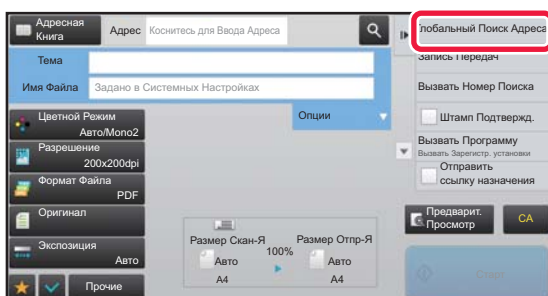 Адресная
Книга
Адрес
Коснитесь для Ввода Адреса
Тема
Имя Файла
Задано в Системных Настройках
Опции
Цветной Режим
Авто/Mono2
Разрешение
200x200dpi
Формат Файла
PDF
Оригинал
Экспозиция
Авто
Прочие
Размер Скан-Я
Авто
A4
100%
Размер Отпр-Я
Авто
A4
Глобальный Поиск Адреса
Запись Передач
Вызвать Номер Поиска
Штамп Подтвержд.
Вызвать Программу
Вызвать Зарегистр. установки
Отправить
ссылку назначения
Предварит.
Просмотр
CA
Старт